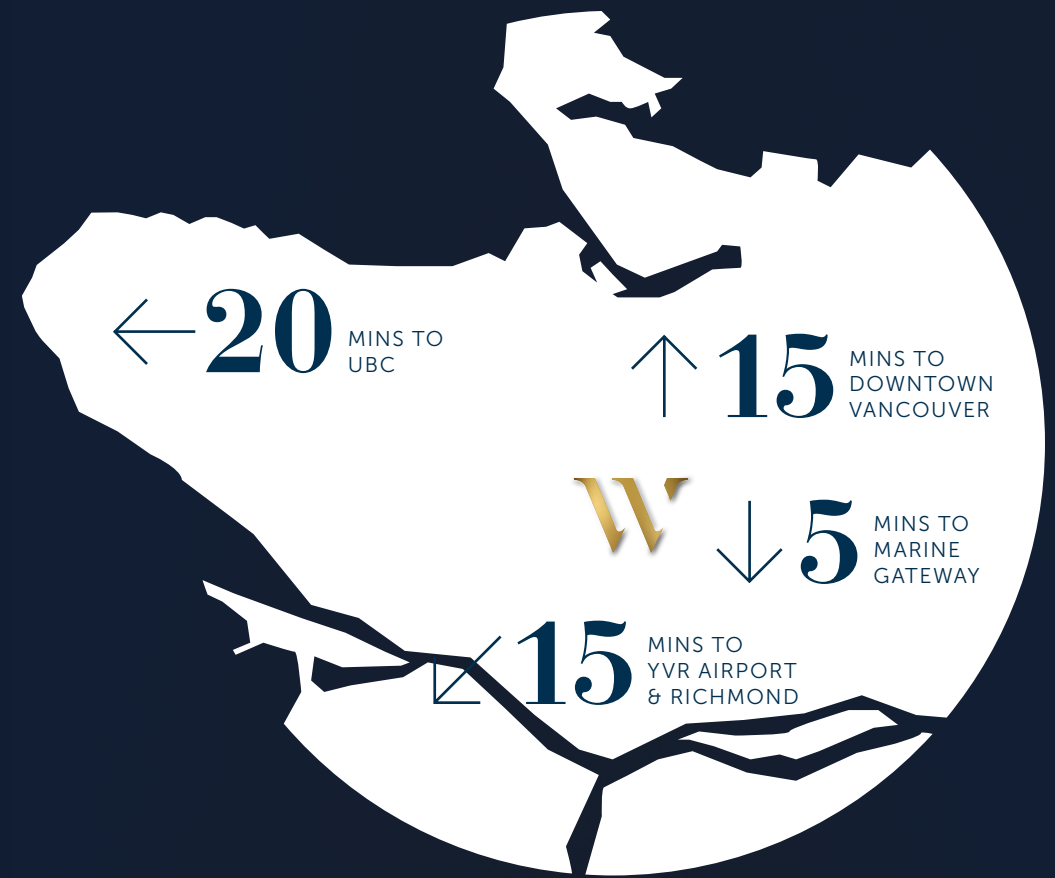 20 MINS TO
UBC
15 MINS TO
DOWNTOWN
VANCOUVER
W
5 MINS TO
MARINE
GATEWAY
15 MINS TO
YVR AIRPORT
& RICHMOND